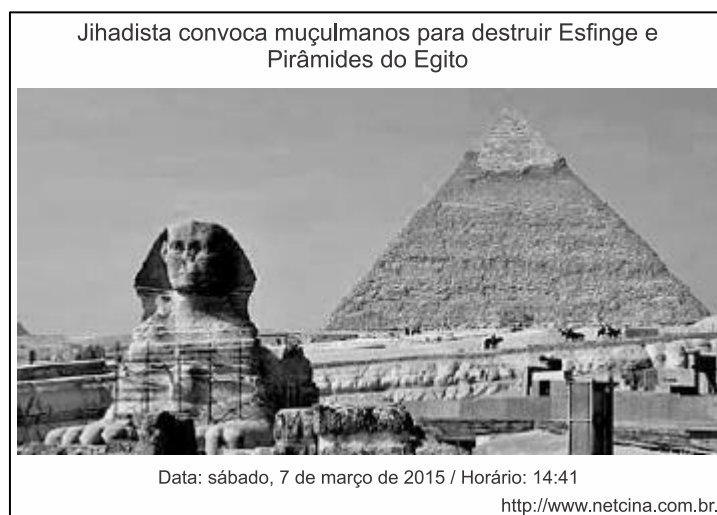 Jihadista convoca muçulmanos para destruir Esfinge e
Pirâmides do Egito
Data: sábado, 7 de março de 2015 / Horário: 14:41
http://www.netcina.com.br.